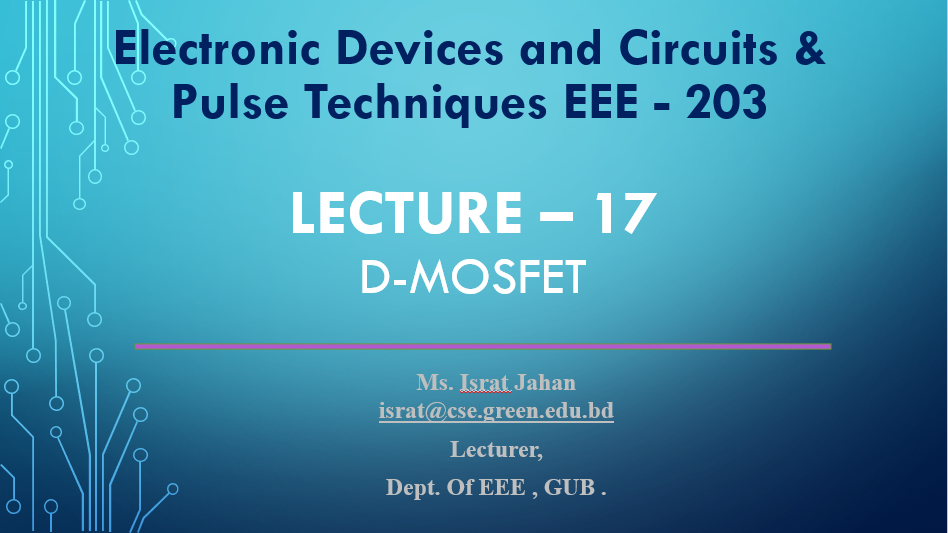 Electronic Devices and Circuits &
Pulse Techniques EEE - 203
LECTURE – 17
D-MOSFET
Ms. Israt Jahan
israt@cse.green.edu.bd
Lecturer,
Dept. Of EEE , GUB .